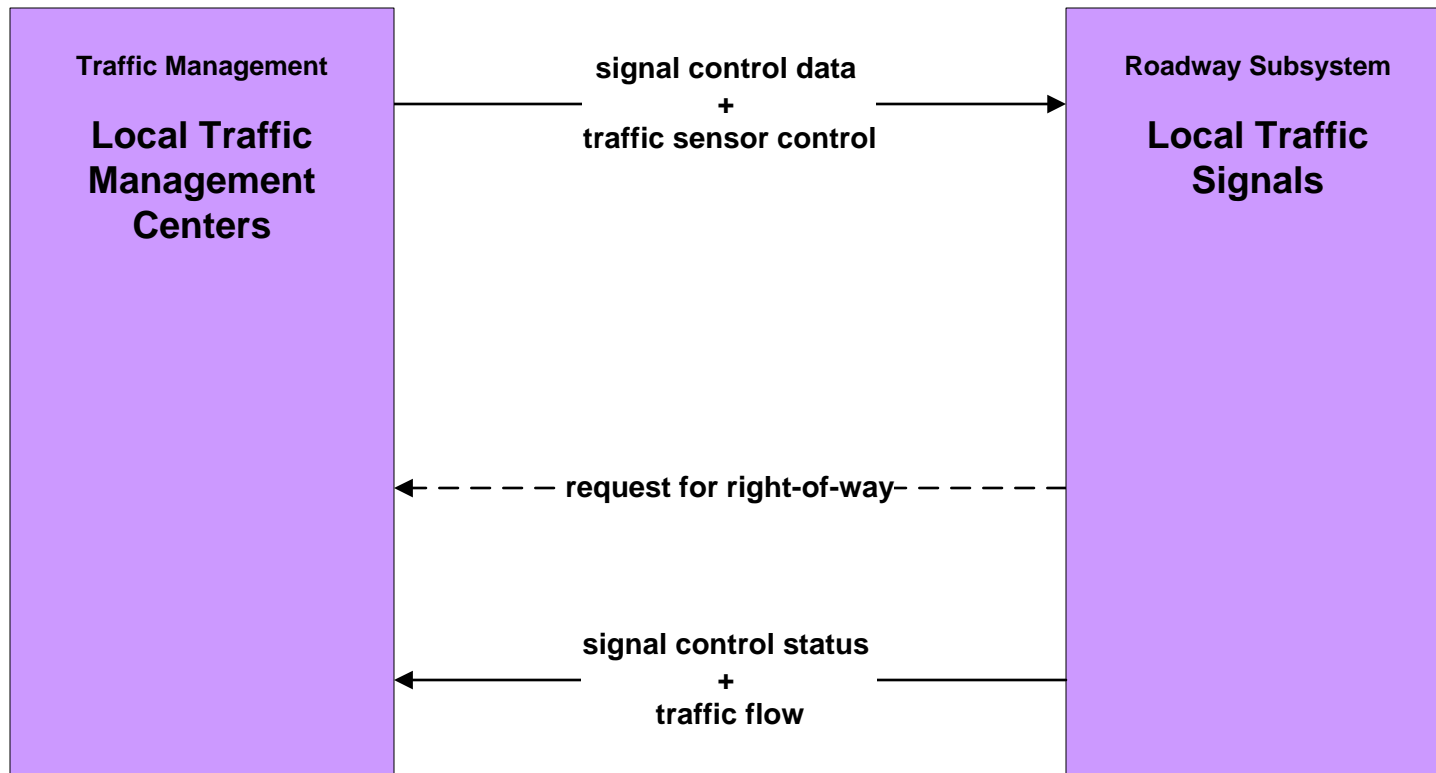 Traffic Management
Local Traffic
Management
Centers
signal control data
+
traffic sensor control
Roadway Subsystem
Local Traffic
Signals
request for right-of-way
signal control status
+
traffic flow